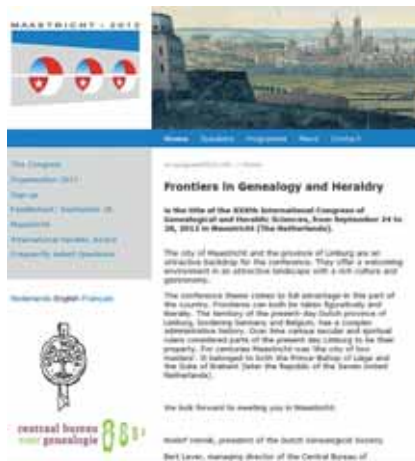 MAASTRICHT - 2012
Home Speakers Programme News Contact
The Congress
Organisation 2012
Sign up
September 28
Maastricht
International Heraldic Award
Frequently Asked Questions
Nederlands English Français
centraal bureau
voor genealogie
Frontiers in Genealogy and Heraldry
is the title of the XXXth International Congress of
Genealogical and Heraldic Sciences, from September 24 to
28, 2012 in Maastricht (The Netherlands).
The city of Maastricht and the province of Limburg are an
attractive backdrop for the conference. They offer a welcoming
environment in an attractive landscape with a rich culture and
gastronomy.
The conference theme comes to full advantage in this part of
the country. Frontiers can both be taken figuratively and
literally. The territory of the present-day Dutch province of
Limburg, bordering Germany and Belgium, has a complex
administrative history. Over time various secular and spiritual
rulers considered parts of the present day Limburg to be their
property. For centuries Maastricht was 'the city of two
masters'. It belonged to both the Prince-Bishop of Liège and
the Duke of Brabant (later the Republic of the Seven United
Netherlands).
We look forward to meeting you in Maastricht.
president of the Dutch Genealogical Society
Bert Lever, managing director of the Central Bureau of